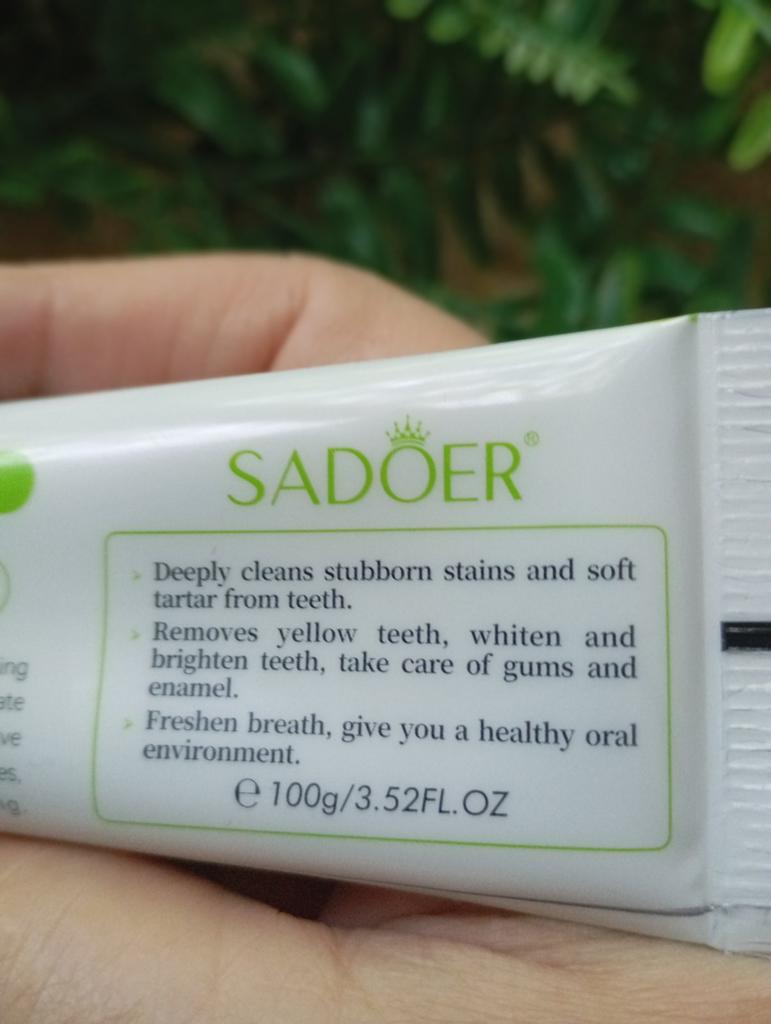 SADOER®
Deeply cleans stubborn stains and soft
tartar from teeth.
Removes yellow teeth, whiten and
brighten teeth, take care of gums and
enamel.
Freshen breath, give you a healthy oral
environment.
℮ 100g/3.52FL.OZ